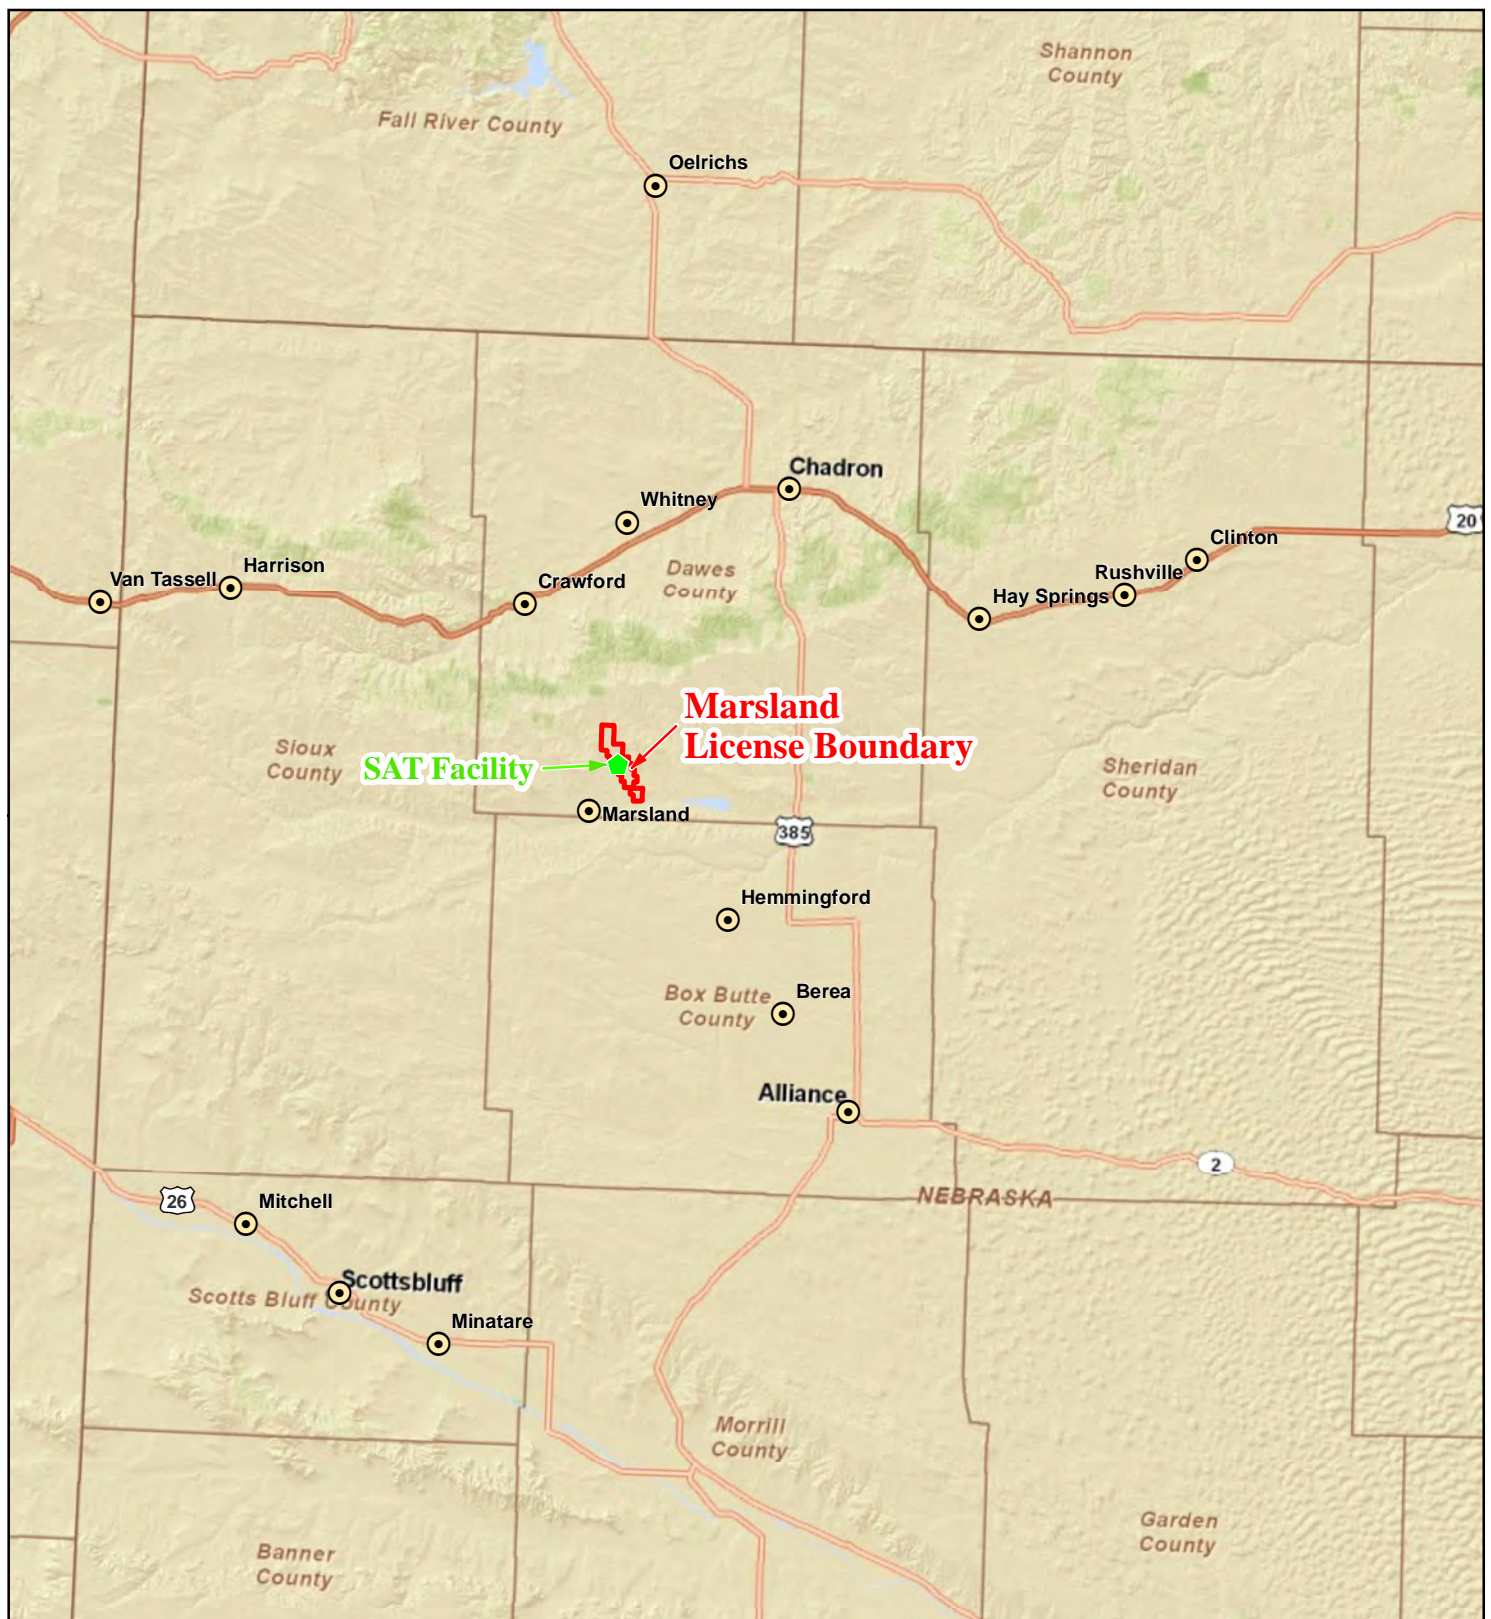 Shannon
County
Fall River County
Oelrichs
Chadron
Whitney
20
Clinton
Harrison
Dawes
County
Rushville
Van Tassell
Crawford
Hay Springs
Marsland
License Boundary
Sioux
County
SAT Facility
Sheridan
County
Marsland
385
Hemmingford
Box Butte
County
Berea
Alliance
2
NEBRASKA
26
Mitchell
Scottsbluff
Scotts Bluff County
Minatare
Morrill
County
Garden
County
Banner
County